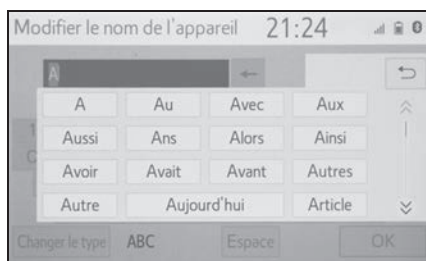 Modifier le nom de l'appareil 21:24
A
A Au Avec Aux
Aussi Ans Alors Ainsi
Avoir Avait Avant Autres
Autre Aujourd'hui Article
Changer le type ABC Espace OK